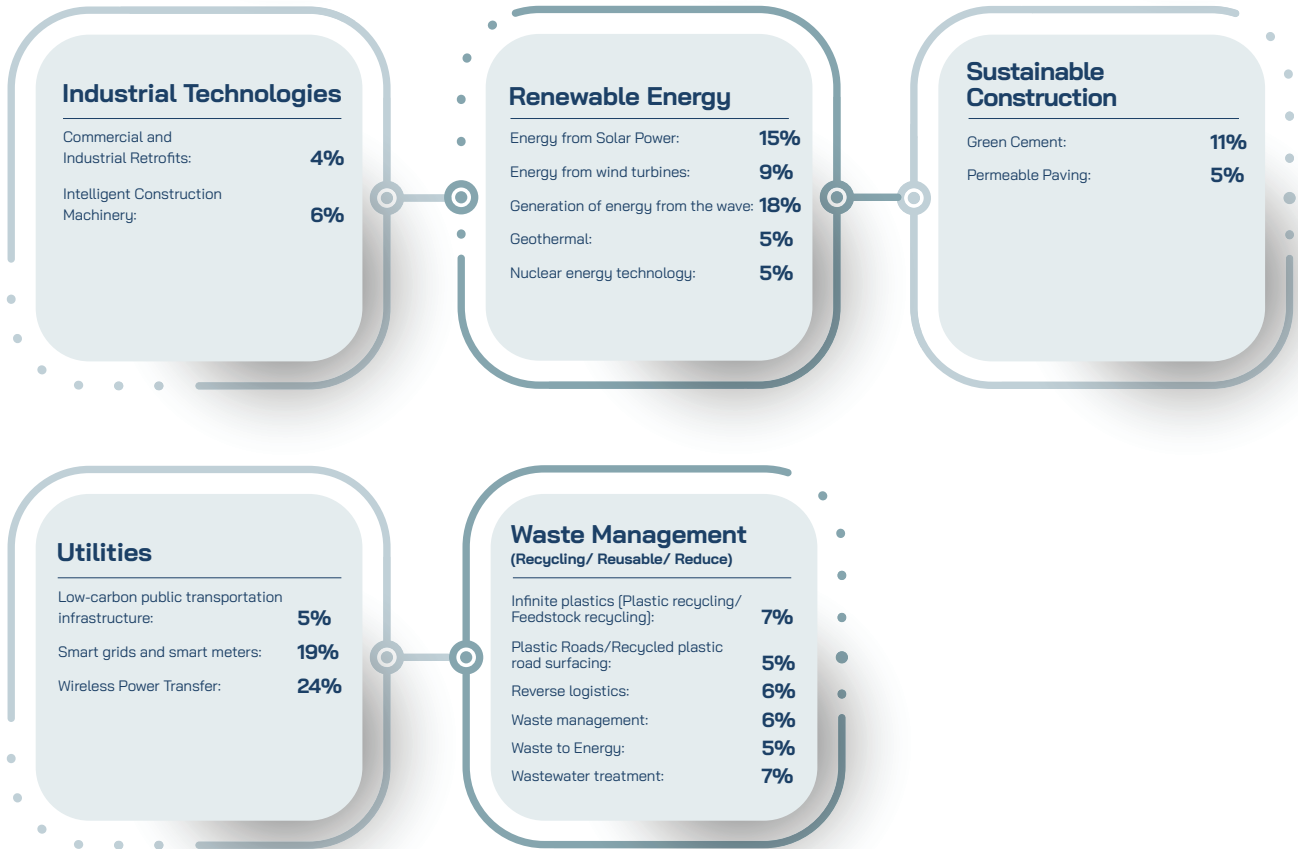 Industrial Technologies
Commercial and
Industrial Retrofits: 4%
Intelligent Construction
Machinery: 6%
Renewable Energy
Energy from Solar Power: 15%
Energy from wind turbines: 9%
Generation of energy from the wave: 18%
Geothermal: 5%
Nuclear energy technology: 5%
Sustainable
Construction
Green Cement: 11%
Permeable Paving: 5%
Utilities
Low-carbon public transportation
infrastructure: 5%
Smart grids and smart meters: 19%
Wireless Power Transfer: 24%
Waste Management
(Recycling/ Reusable/ Reduce)
Infinite plastics (Plastic recycling/
Feedstock recycling): 7%
Plastic Roads/Recycled plastic
road surfacing: 5%
Reverse logistics: 6%
Waste management: 6%
Waste to Energy: 5%
Wastewater treatment: 7%